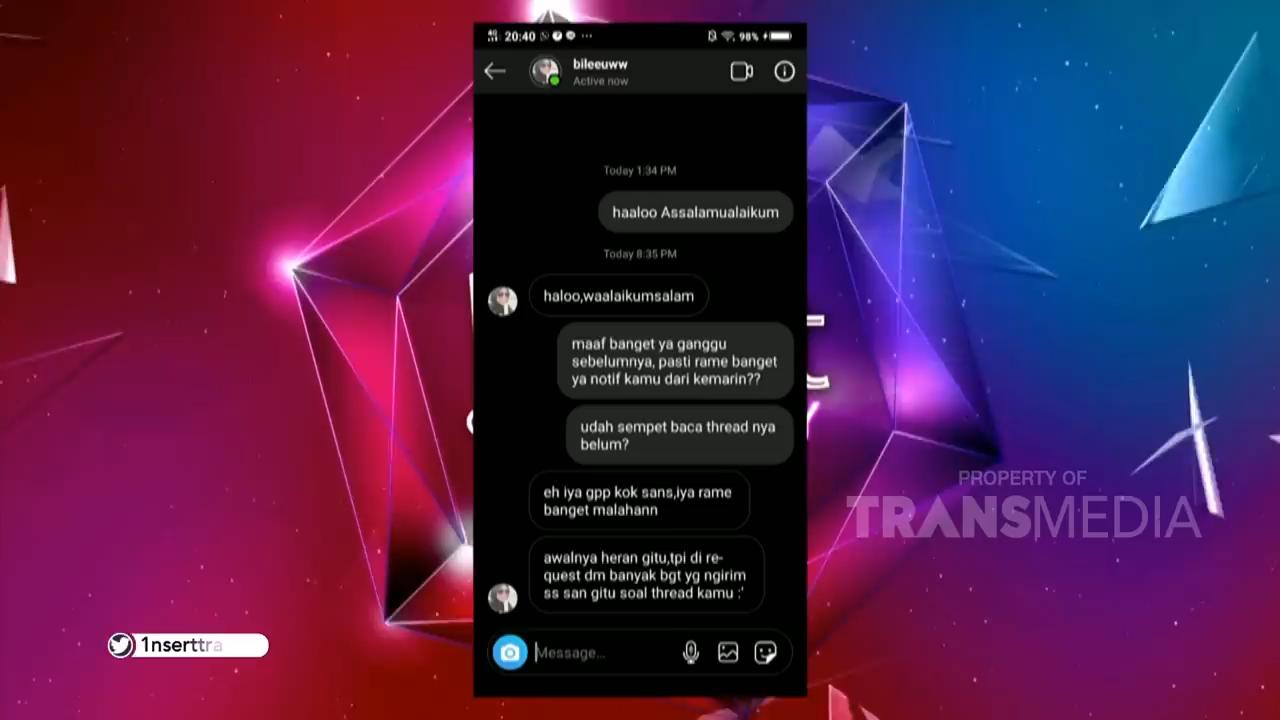 20:40
98%
bileeuww
Active now
Today 1:34 PM
haaloo Assalamualaikum
Today 8:35 PM
haloo,waalaikumsalam
maaf banget ya ganggu
sebelumnya, pasti rame banget
ya notif kamu dari kemarin??
udah sempet baca thread nya
belum?
eh iya gpp kok sans,iya rame
banget malahann
awalnya heran gitu,tpi di re-
quest dm banyak bgt yg ngirim
ss san gitu soal thread kamu :'
Message...
PROPERTY OF
TRANSMEDIA
1nserttra